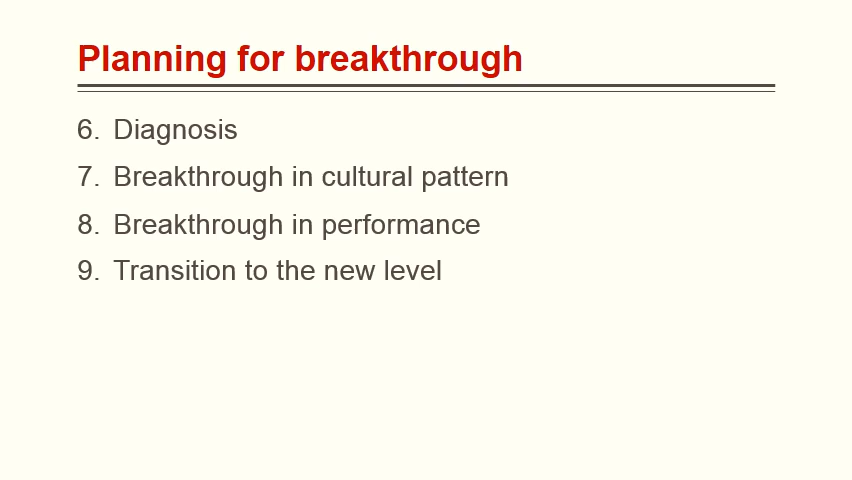 Planning for breakthrough
6. Diagnosis
7. Breakthrough in cultural pattern
8. Breakthrough in performance
9. Transition to the new level